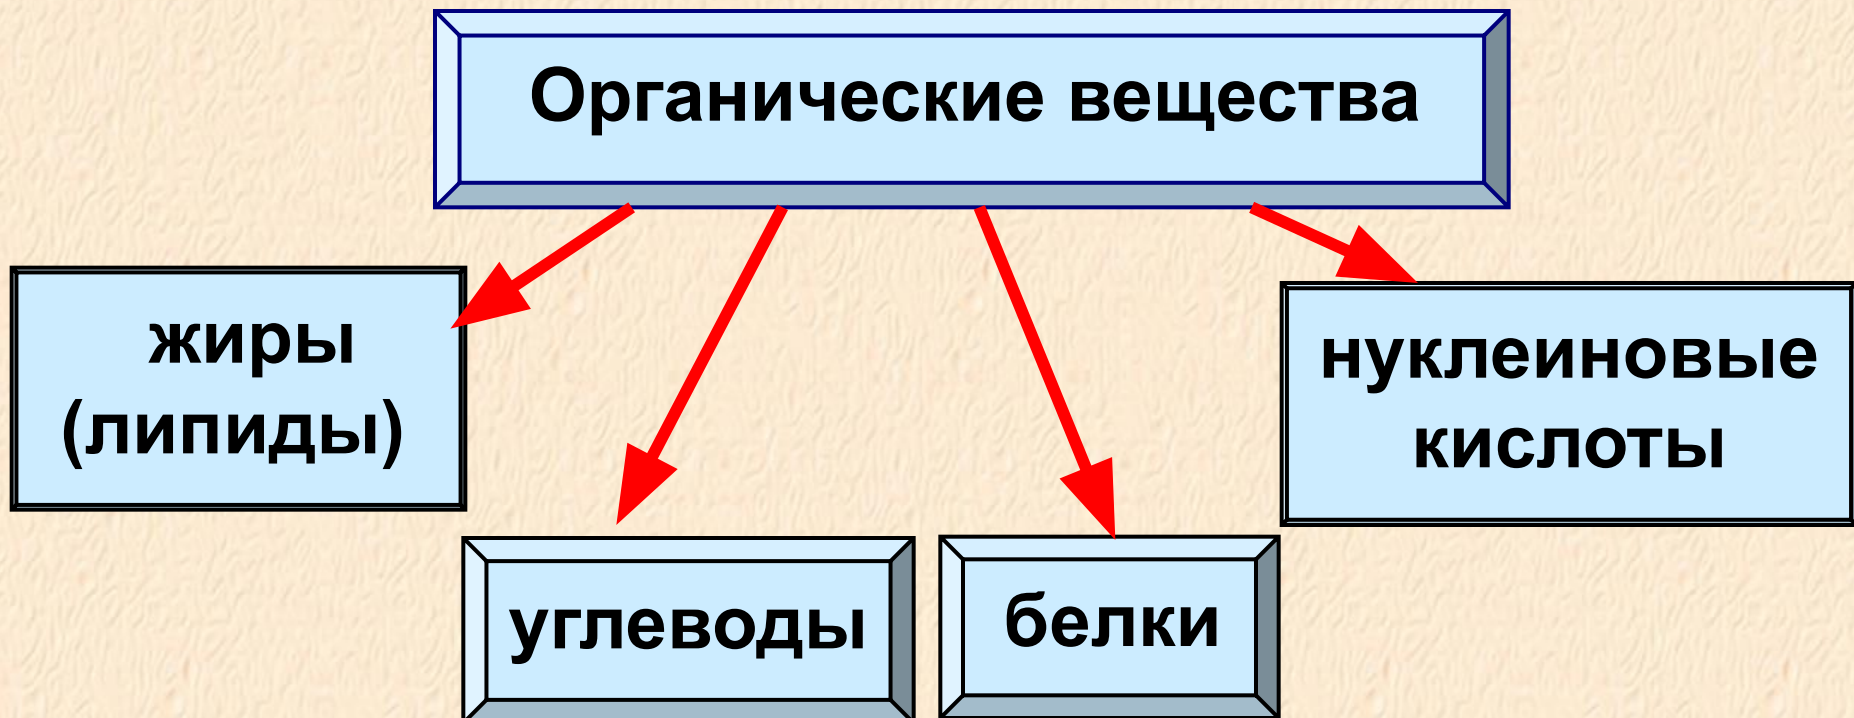 Органические вещества
жиры
(липиды)
нуклеиновые
кислоты
углеводы
белки